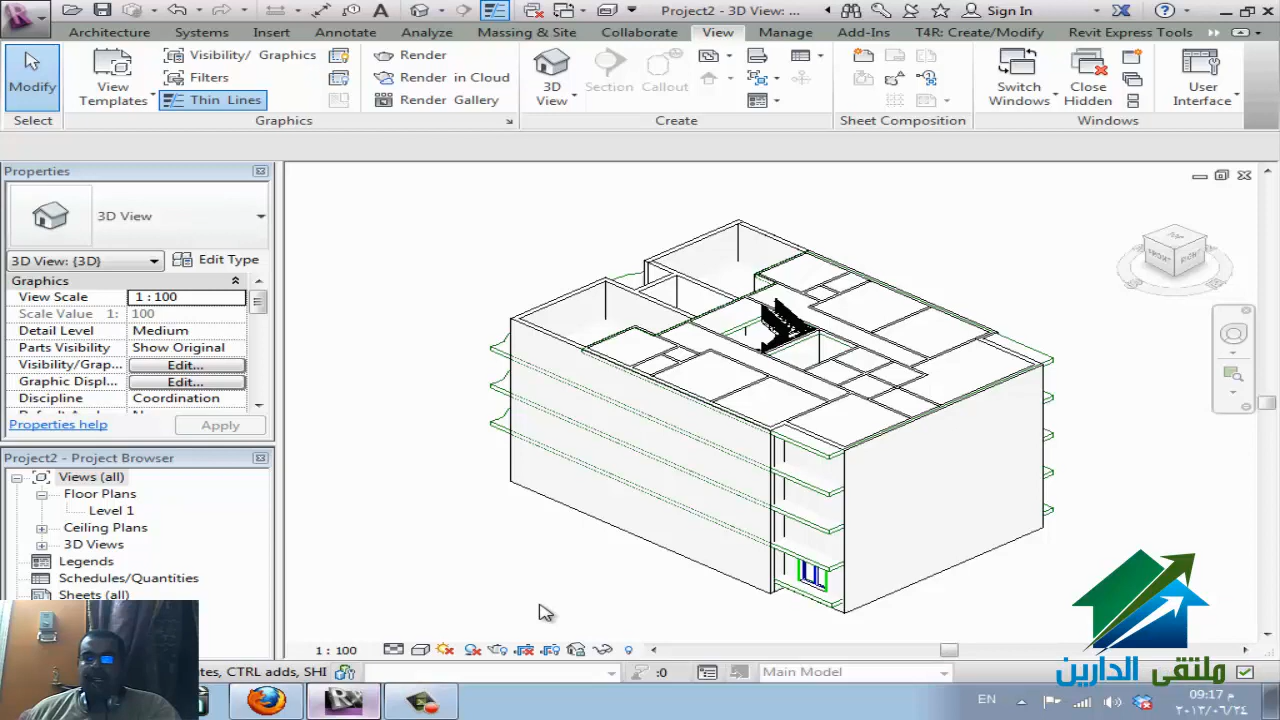 Project2 - 3D View: ...
Sign In
Architecture
Systems
Insert
Annotate
Analyze
Massing & Site
Collaborate
View
Manage
Add-Ins
T4R: Create/Modify
Revit Express Tools
Modify
Select
View
Templates
Visibility/ Graphics
Filters
Thin Lines
Graphics
Render
Render in Cloud
Render Gallery
3D
View
Section
Callout
Create
Sheet Composition
Switch
Windows
Close
Hidden
Windows
User
Interface
Properties
3D View
3D View: {3D}
Edit Type
Graphics
View Scale 1 : 100
Scale Value 1: 100
Detail Level Medium
Parts Visibility Show Original
Visibility/Grap... Edit...
Graphic Displ... Edit...
Discipline Coordination
Properties help
Apply
Project2 - Project Browser
Views (all)
Floor Plans
Level 1
Ceiling Plans
3D Views
Legends
Schedules/Quantities
Sheets (all)
TOP
FRONT
RIGHT
1 : 100
tes, CTRL adds, SHI
:0
Main Model
ملتقى الدارين
EN
09:17 م
٢٠١٣/٠٦/٢٤